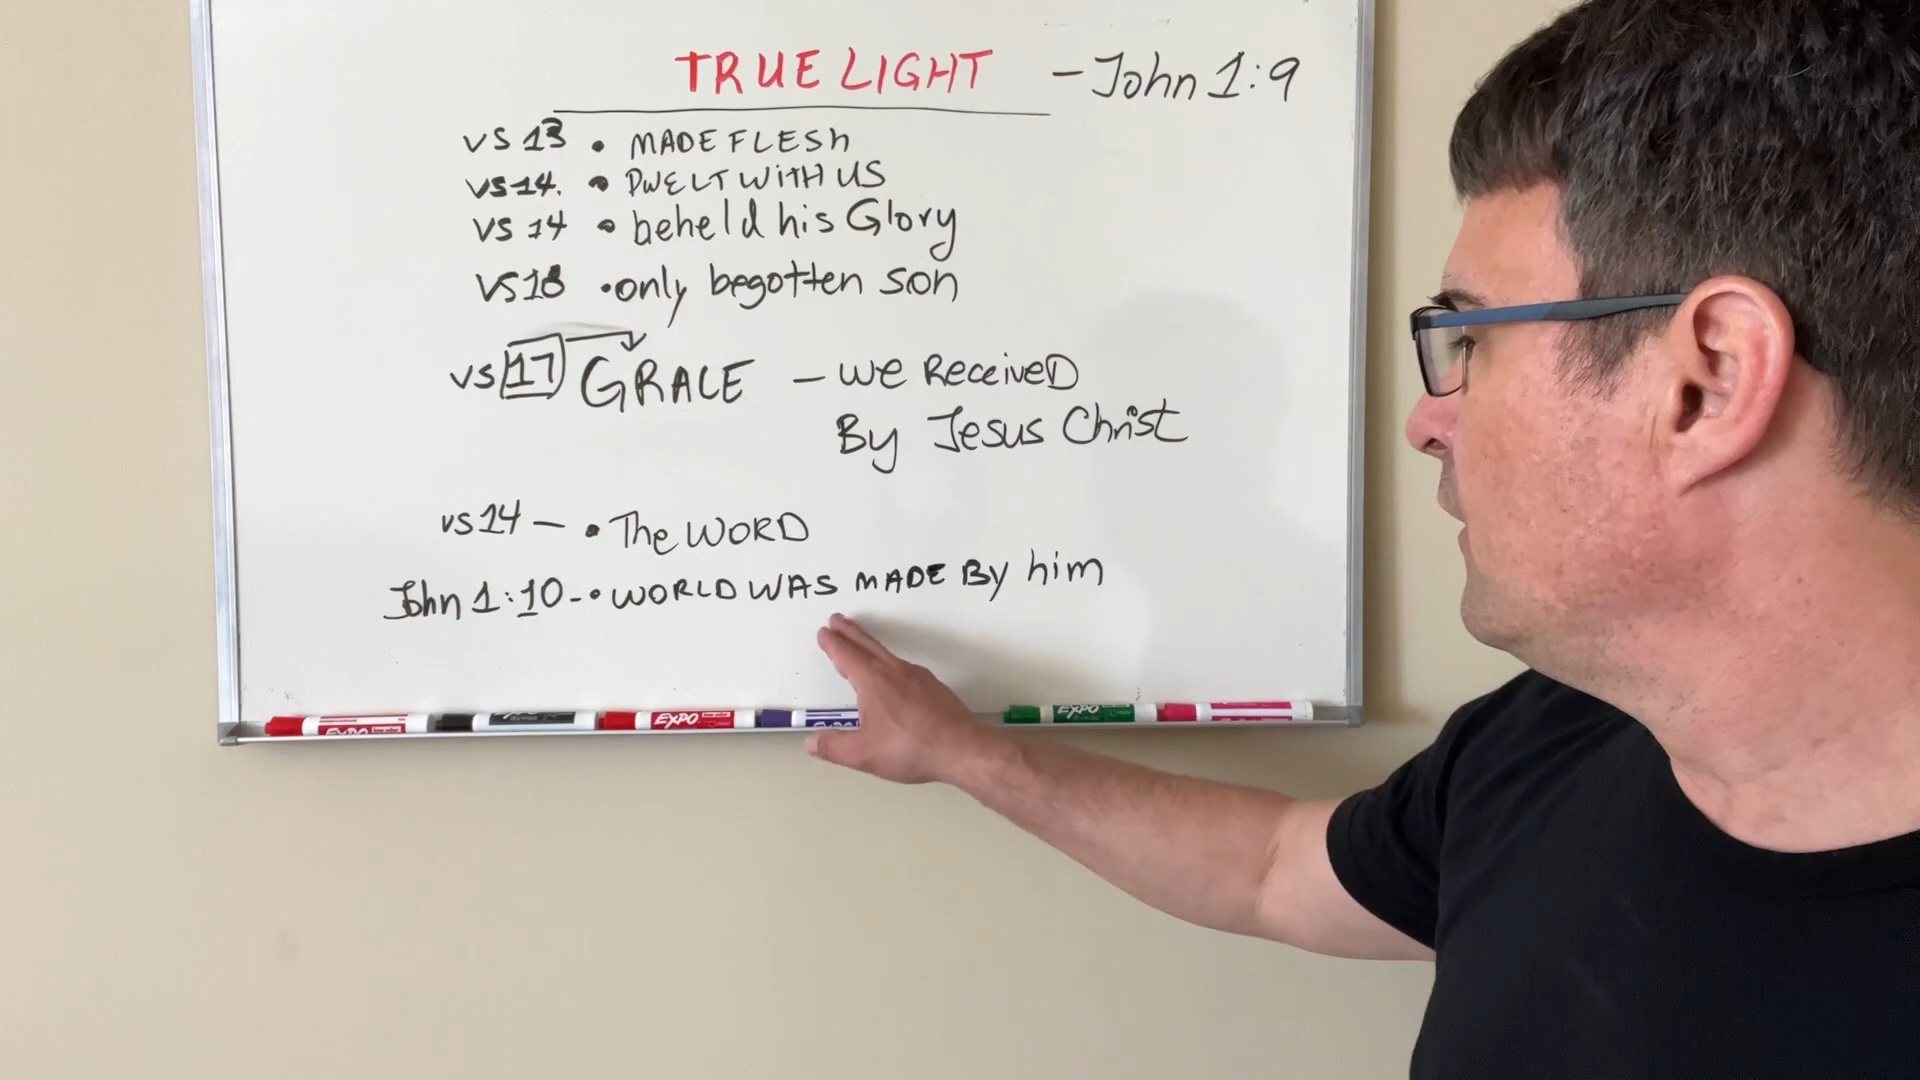 TRUE LIGHT - John 1:9
VS 13 • MADE FLESH
VS 14. • DWELT WITH US
VS 14 • beheld his Glory
VS 18 • only begotten son
VS 17 GRACE - We ReceiveD
By Jesus Christ
VS 14 - • The WORD
John 1:10 - • WORLD WAS MADE By him
EXPO
EXPO
EXPO
EXPO